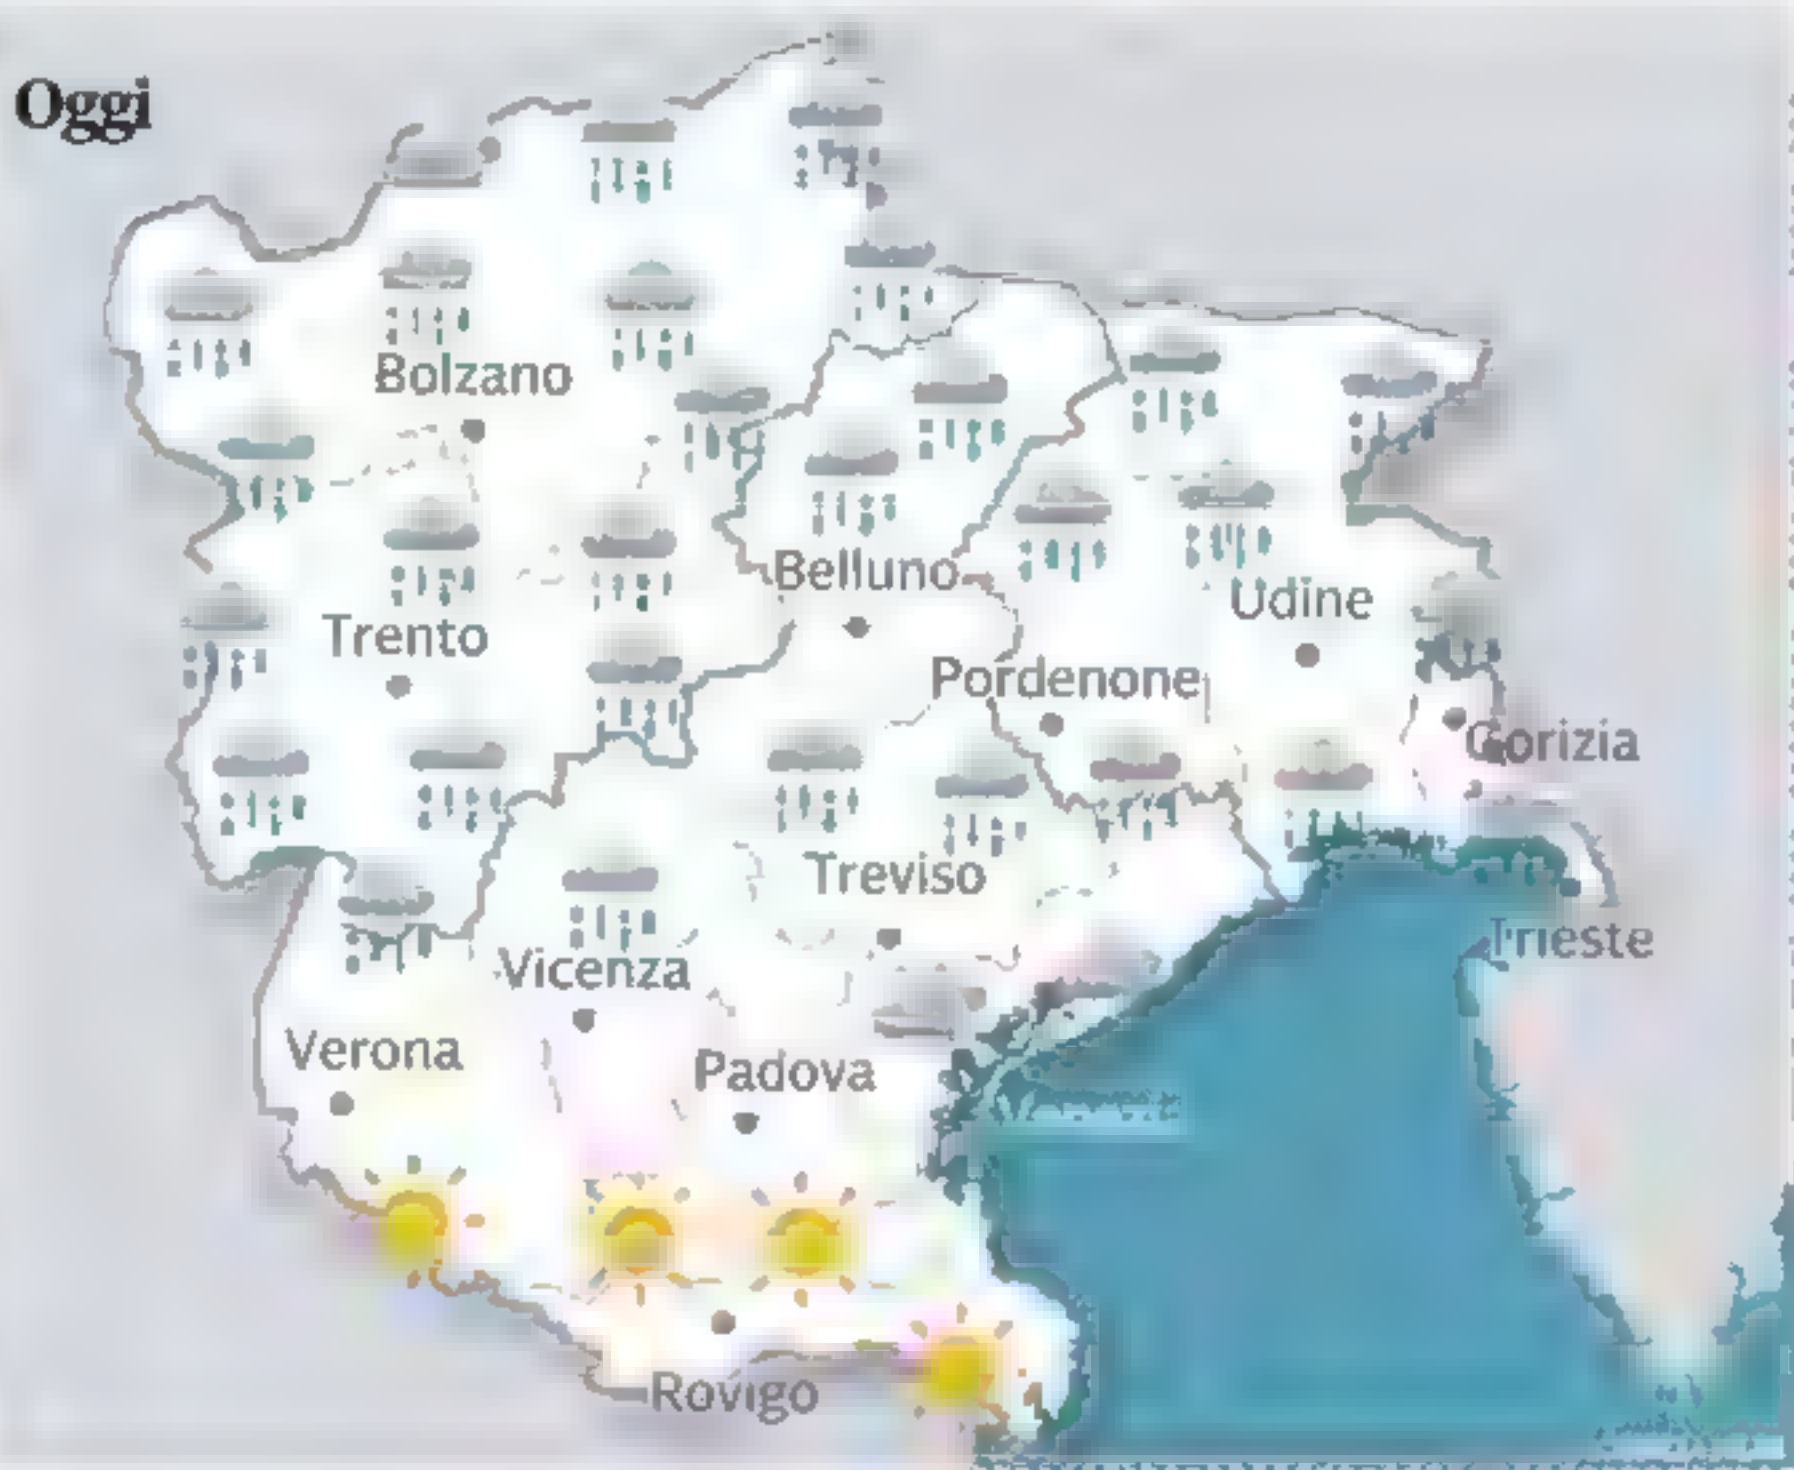 Oggi
Bolzano
Belluno
Udine
Trento
Pordenone
Gorizia
Treviso
Trieste
Vicenza
Verona
Padova
Rovigo